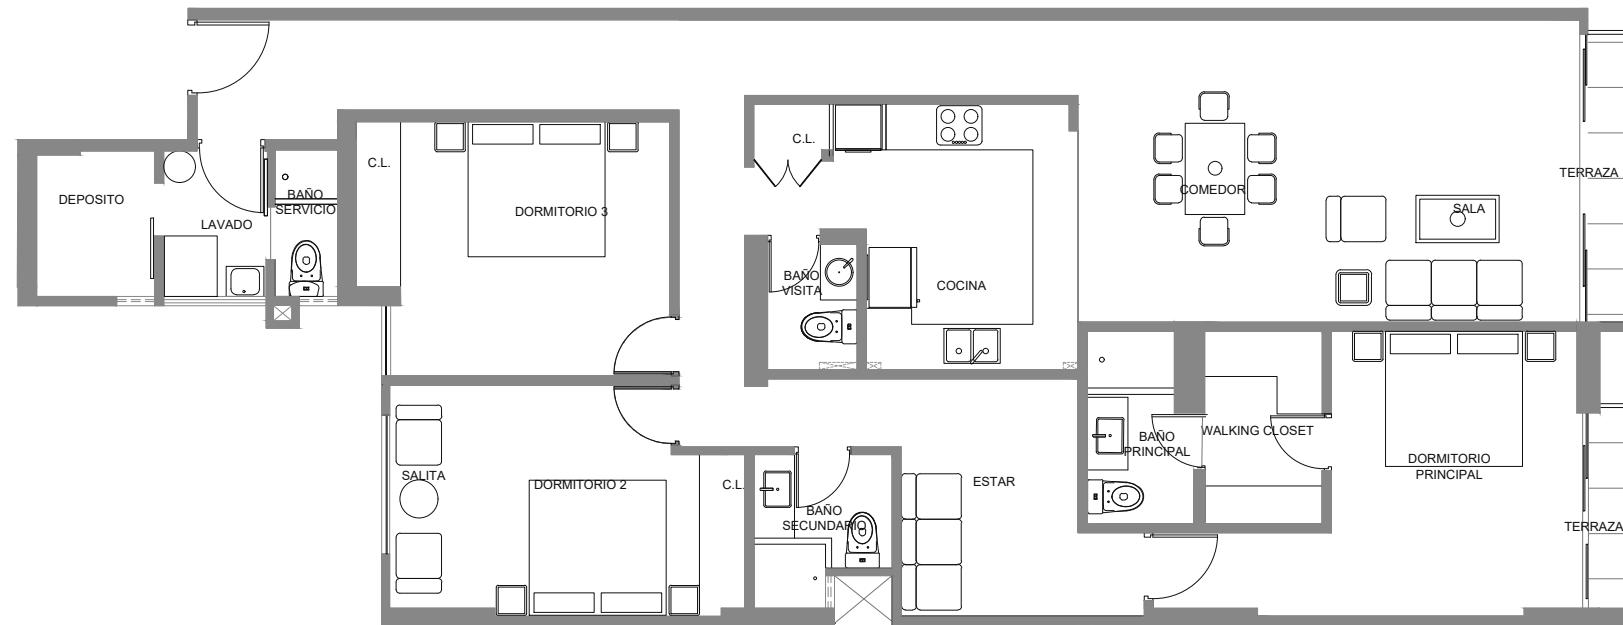 C.L.
DEPOSITO
LAVADO
BAÑO
SERVICIO
DORMITORIO 3
C.L.
BAÑO
VISITA
COCINA
COMEDOR
SALA
TERRAZA
SALITA
DORMITORIO 2
C.L.
BAÑO
SECUNDARIO
ESTAR
BAÑO
PRINCIPAL
WALKING CLOSET
DORMITORIO
PRINCIPAL
TERRAZA